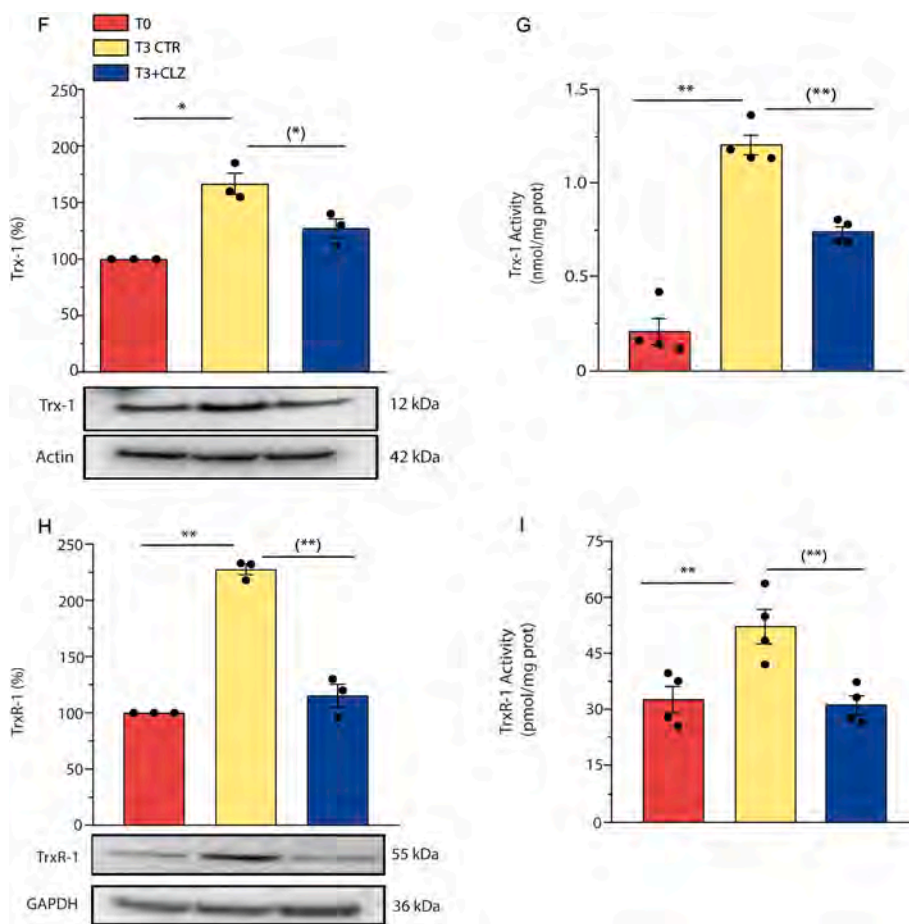 F
T0
T3 CTR
T3+CLZ
250
200
150
100
50
0
Trx-1 (%)
*
(*)
Trx-1
12 kDa
Actin
42 kDa
G
1.5
1.0
0.5
0
Trx-1 Activity
(nmol/mg prot)
**
(**)
H
250
200
150
100
50
0
TrxR-1 (%)
**
(**)
TrxR-1
55 kDa
GAPDH
36 kDa
I
75
60
45
30
15
0
TrxR-1 Activity
(pmol/mg prot)
**
(**)